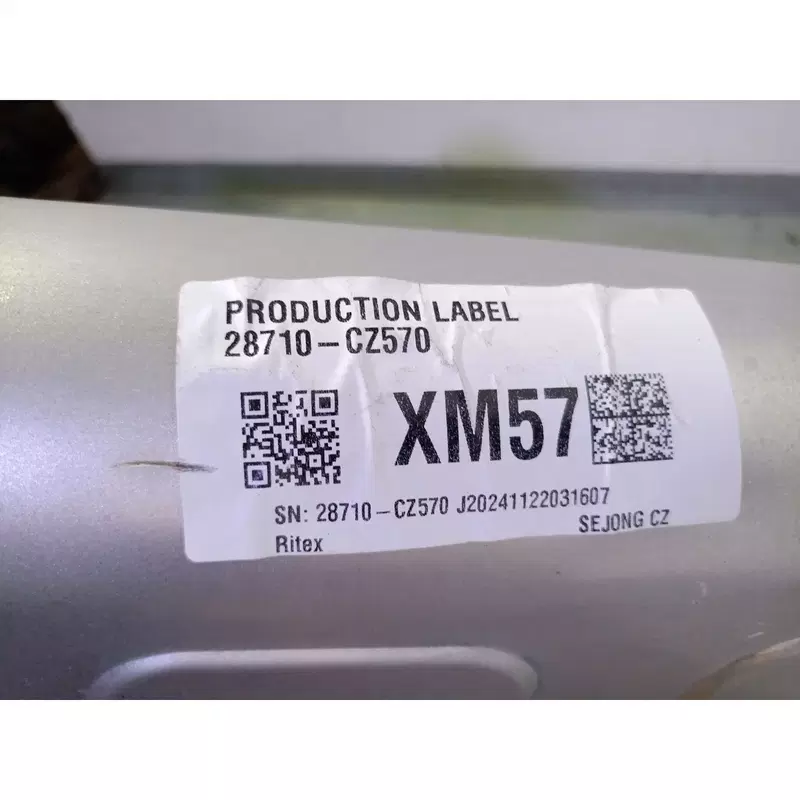 PRODUCTION LABEL
28710-CZ570
XM57
SN: 28710-CZ570 J20241122031607
Ritex
SEJONG CZ